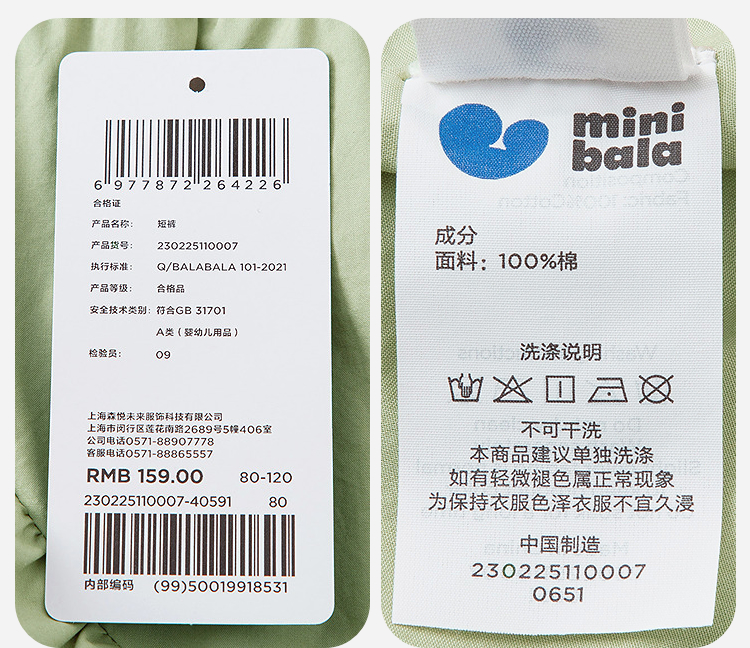 6 977872 264226
合格证
产品名称： 短裤
产品货号： 230225110007
执行标准： Q/BALABALA 101-2021
产品等级： 合格品
安全技术类别： 符合GB 31701
A类（婴幼儿用品）
检验员： 09
上海森悦未来服饰科技有限公司
上海市闵行区莲花南路2689号5幢406室
公司电话0571-88907778
客服电话0571-88865557
RMB 159.00 80-120
230225110007-40591 80
内部编码 (99)50019918531
mini
bala
成分
面料：100%棉
洗涤说明
不可干洗
本商品建议单独洗涤
如有轻微褪色属正常现象
为保持衣服色泽衣服不宜久浸
中国制造
230225110007
0651